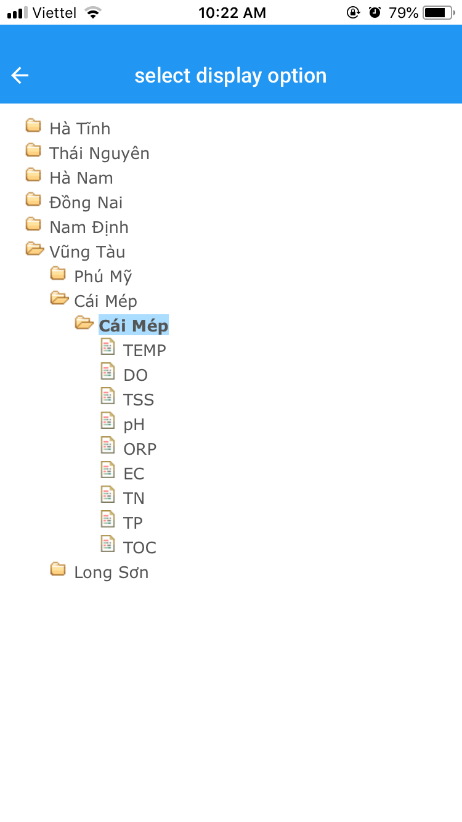 Viettel 10:22 AM 79%
select display option
Hà Tĩnh
Thái Nguyên
Hà Nam
Đồng Nai
Nam Định
Vũng Tàu
Phú Mỹ
Cái Mép
Cái Mép
TEMP
DO
TSS
pH
ORP
EC
TN
TP
TOC
Long Sơn